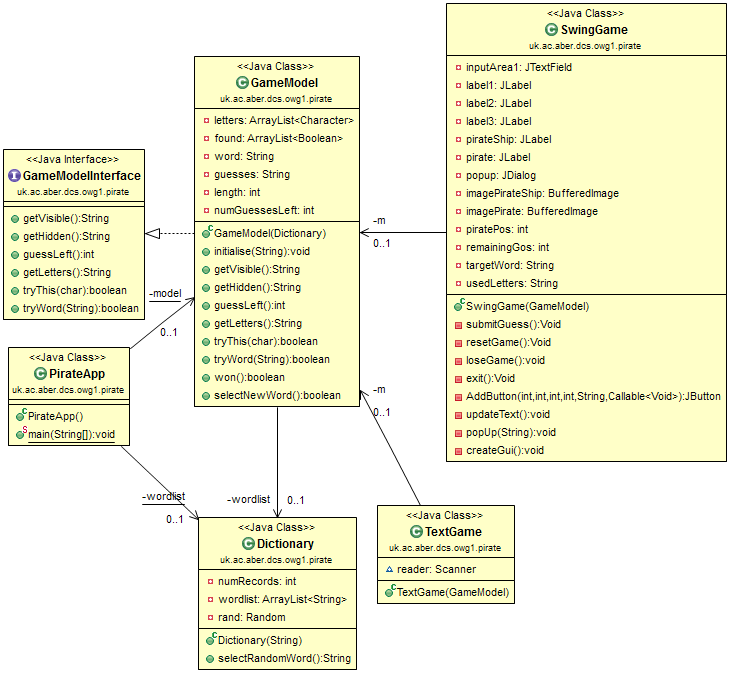 <<Java Class>>
SwingGame
uk.ac.aber.dcs.owg1.pirate
inputArea1: JTextField
label1: JLabel
label2: JLabel
label3: JLabel
pirateShip: JLabel
pirate: JLabel
popup: JDialog
imagePirateShip: BufferedImage
imagePirate: BufferedImage
piratePos: int
remainingGos: int
targetWord: String
usedLetters: String
SwingGame(GameModel)
submitGuess():Void
resetGame():Void
loseGame():void
exit():Void
AddButton(int,int,int,int,String,Callable<Void>):JButton
updateText():void
popUp(String):void
createGui():void
<<Java Class>>
GameModel
uk.ac.aber.dcs.owg1.pirate
letters: ArrayList<Character>
found: ArrayList<Boolean>
word: String
guesses: String
length: int
numGuessesLeft: int
GameModel(Dictionary)
initialise(String):void
getVisible():String
getHidden():String
guessLeft():int
getLetters():String
tryThis(char):boolean
tryWord(String):boolean
won():boolean
selectNewWord():boolean
<<Java Interface>>
GameModelInterface
uk.ac.aber.dcs.owg1.pirate
getVisible():String
getHidden():String
guessLeft():int
getLetters():String
tryThis(char):boolean
tryWord(String):boolean
-m
0..1
-model
0..1
<<Java Class>>
PirateApp
uk.ac.aber.dcs.owg1.pirate
PirateApp()
main(String[]):void
-m
0..1
-wordlist
0..1
-wordlist
0..1
<<Java Class>>
Dictionary
uk.ac.aber.dcs.owg1.pirate
numRecords: int
wordlist: ArrayList<String>
rand: Random
Dictionary(String)
selectRandomWord():String
<<Java Class>>
TextGame
uk.ac.aber.dcs.owg1.pirate
reader: Scanner
TextGame(GameModel)